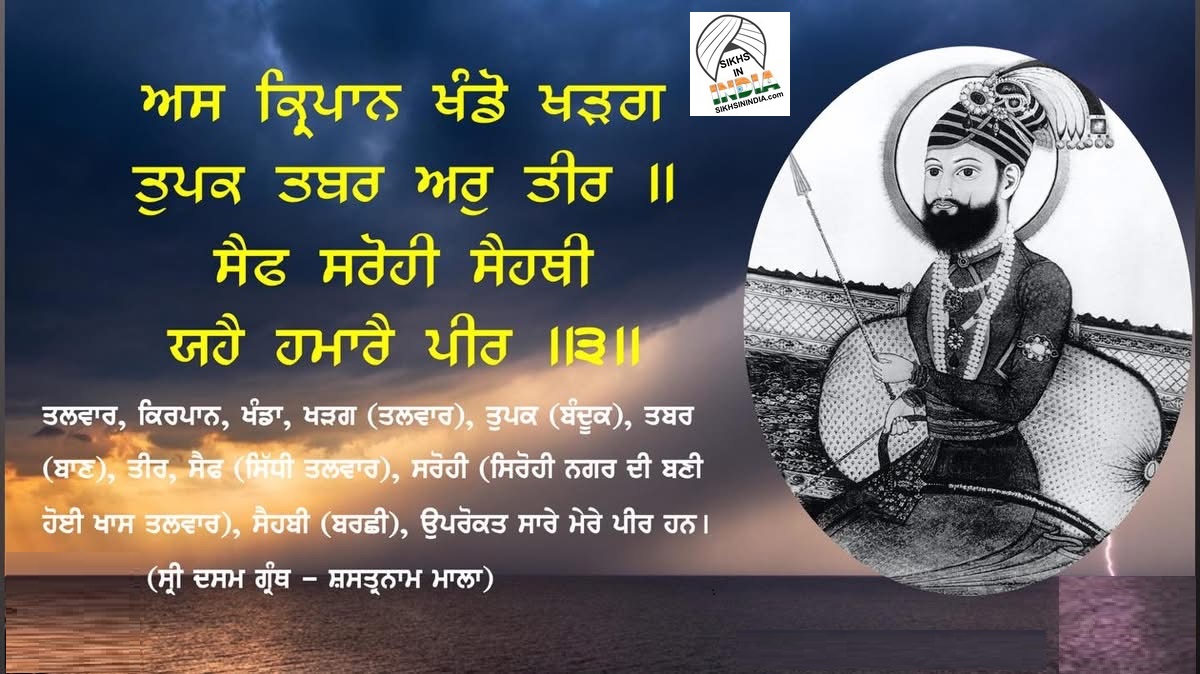 SIKHS
IN
INDIA
SIKHSININDIA.com
ਅਸ ਕ੍ਰਿਪਾਨ ਖੰਡੋ ਖੜਗ
ਤੁਪਕ ਤਬਰ ਅਰੁ ਤੀਰ ॥
ਸੈਫ ਸਰੋਹੀ ਸੈਹਥੀ
ਯਹੈ ਹਮਾਰੈ ਪੀਰ ॥੩॥
ਤਲਵਾਰ, ਕਿਰਪਾਨ, ਖੰਡਾ, ਖੜਗ (ਤਲਵਾਰ), ਤੁਪਕ (ਬੰਦੂਕ), ਤਬਰ
(ਬਾਣ), ਤੀਰ, ਸੈਫ (ਸਿੱਧੀ ਤਲਵਾਰ), ਸਰੋਹੀ (ਸਿਰੋਹੀ ਨਗਰ ਦੀ ਬਣੀ
ਹੋਈ ਖਾਸ ਤਲਵਾਰ), ਸੈਹਬੀ (ਬਰਛੀ), ਉਪਰੋਕਤ ਸਾਰੇ ਮੇਰੇ ਪੀਰ ਹਨ।
(ਸ੍ਰੀ ਦਸਮ ਗ੍ਰੰਥ - ਸ਼ਸਤ੍ਰਨਾਮ ਮਾਲਾ)